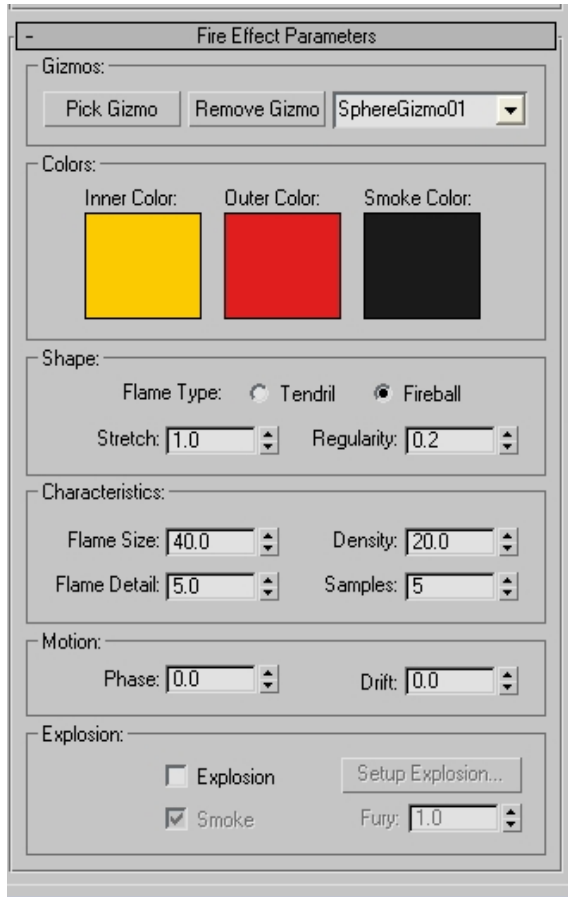 - Fire Effect Parameters
Gizmos:
Pick Gizmo Remove Gizmo SphereGizmo01
Colors:
Inner Color: Outer Color: Smoke Color:
Shape:
Flame Type: Tendril Fireball
Stretch: 1.0 Regularity: 0.2
Characteristics:
Flame Size: 40.0 Density: 20.0
Flame Detail: 5.0 Samples: 5
Motion:
Phase: 0.0 Drift: 0.0
Explosion:
Explosion Setup Explosion...
Smoke Fury: 1.0